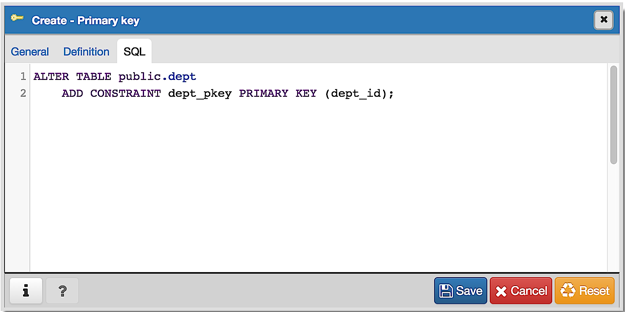 Create - Primary key
General Definition SQL
1 ALTER TABLE public.dept
2 ADD CONSTRAINT dept_pkey PRIMARY KEY (dept_id);
i ? Save Cancel Reset